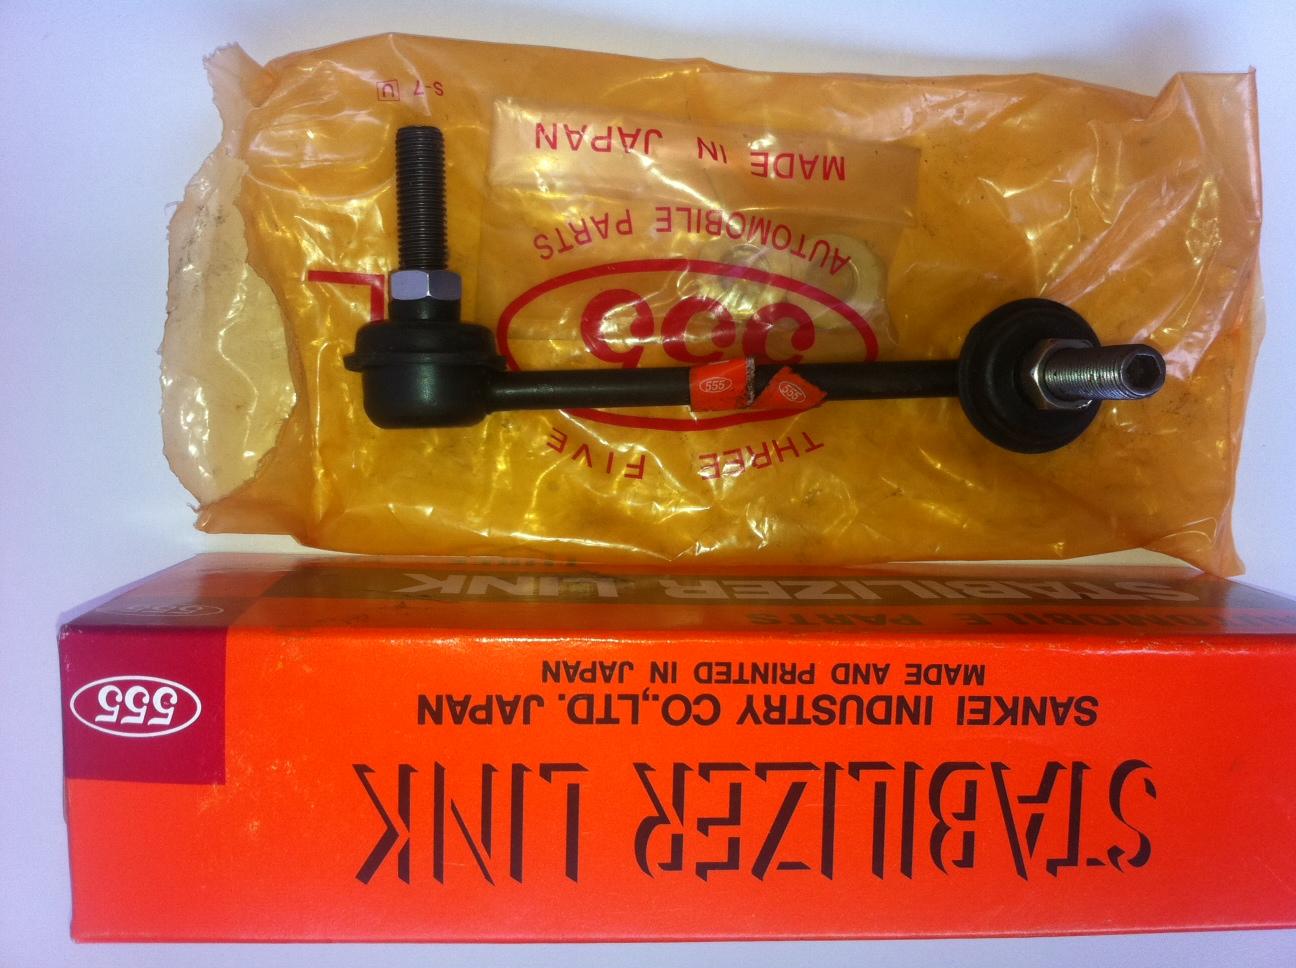 THREE FIVE
555
AUTOMOBILE PARTS
MADE IN JAPAN
L
S-7 U
555
555
AUTOMOBILE PARTS
STABILIZER LINK
555
STABILIZER LINK
SANKEI INDUSTRY CO.,LTD. JAPAN
MADE AND PRINTED IN JAPAN
555